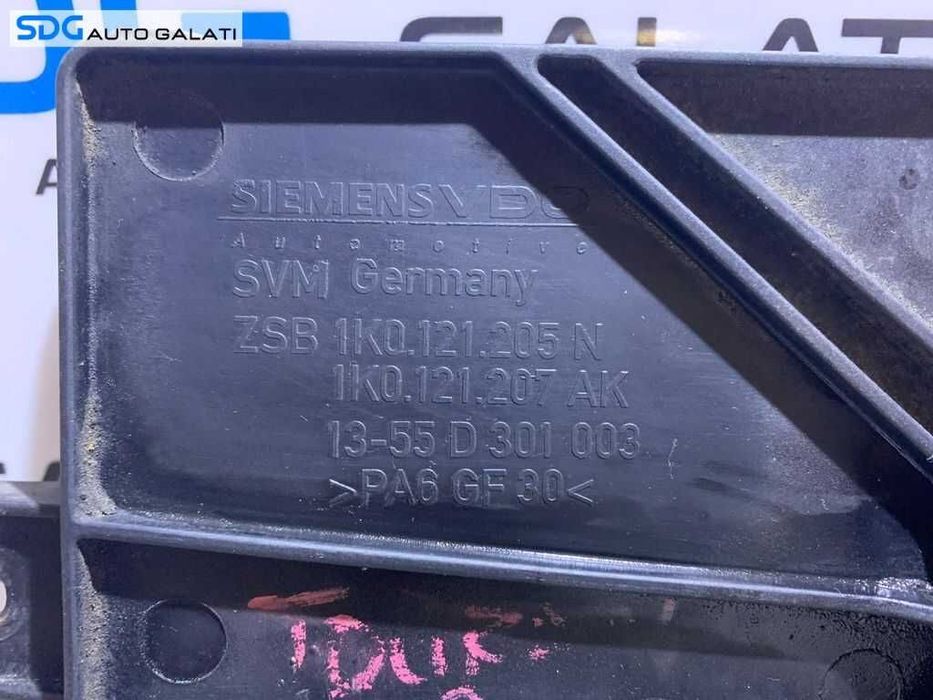 SDG AUTO GALATI
SIEMENSVDO
Automotive
SVM Germany
ZSB 1K0.121.205 N
1K0.121.207 AK
13-55 D 301 003
>PA6 GF 30<